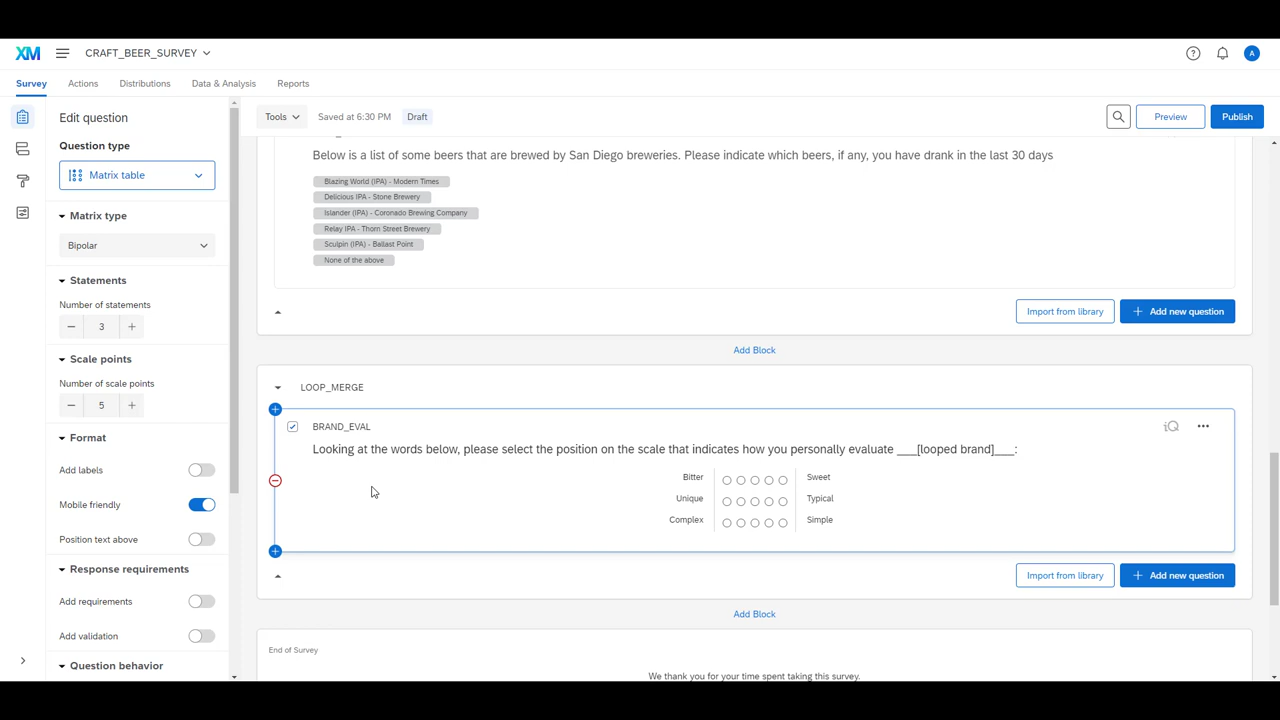 XM CRAFT_BEER_SURVEY A
Survey Actions Distributions Data & Analysis Reports
Edit question
Tools Saved at 6:30 PM Draft Preview Publish
Question type
Matrix table
Matrix type
Bipolar
Statements
Number of statements
3
Scale points
Number of scale points
5
Format
Add labels
Mobile friendly
Position text above
Response requirements
Add requirements
Add validation
Question behavior
Below is a list of some beers that are brewed by San Diego breweries. Please indicate which beers, if any, you have drank in the last 30 days
Blazing World (IPA) - Modern Times
Delicious IPA - Stone Brewery
Islander (IPA) - Coronado Brewing Company
Relay IPA - Thorn Street Brewery
Sculpin (IPA) - Ballast Point
None of the above
Import from library + Add new question
Add Block
LOOP_MERGE
BRAND_EVAL iQ
Looking at the words below, please select the position on the scale that indicates how you personally evaluate ___[looped brand]___:
Bitter Sweet
Unique Typical
Complex Simple
Import from library + Add new question
Add Block
End of Survey
We thank you for your time spent taking this survey.